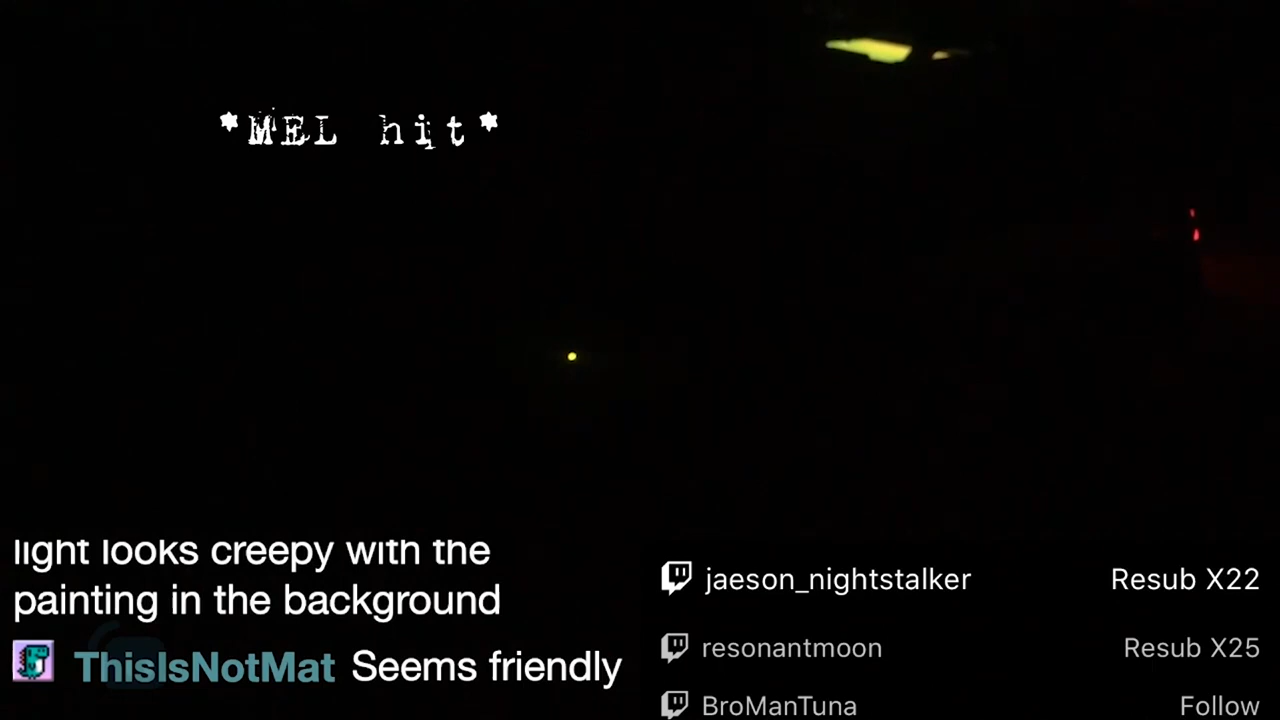 *MEL hit*
light looks creepy with the
painting in the background
ThisIsNotMat Seems friendly
jaeson_nightstalker Resub X22
resonantmoon Resub X25
BroManTuna Follow